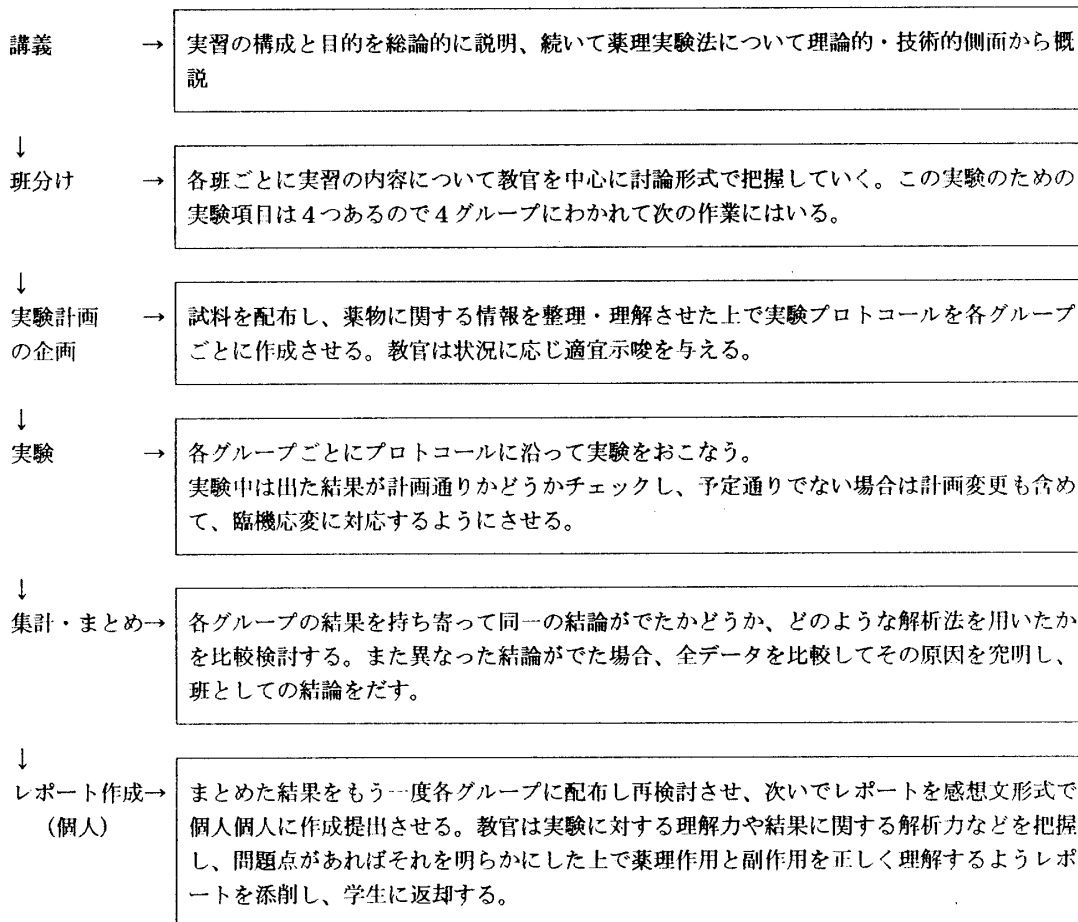 講義 → 実習の構成と目的を総論的に説明、続いて薬理実験法について理論的・技術的側面から概
説
↓
班分け → 各班ごとに実習の内容について教官を中心に討論形式で把握していく。この実験のための
実験項目は４つあるので４グループにわかれて次の作業にはいる。
↓
実験計画 → 試料を配布し、薬物に関する情報を整理・理解させた上で実験プロトコールを各グループ
の企画 ごとに作成させる。教官は状況に応じ適宜示唆を与える。
↓
実験 → 各グループごとにプロトコールに沿って実験をおこなう。
実験中は出た結果が計画通りかどうかチェックし、予定通りでない場合は計画変更も含め
て、臨機応変に対応するようにさせる。
↓
集計・まとめ→ 各グループの結果を持ち寄って同一の結論がでたかどうか、どのような解析法を用いたか
を比較検討する。また異なった結論がでた場合、全データを比較してその原因を究明し、
班としての結論をだす。
↓
レポート作成→ まとめた結果をもう一度各グループに配布し再検討させ、次いでレポートを感想文形式で
（個人） 個人個人に作成提出させる。教官は実験に対する理解力や結果に関する解析力などを把握
し、問題点があればそれを明らかにした上で薬理作用と副作用を正しく理解するようレポ
ートを添削し、学生に返却する。